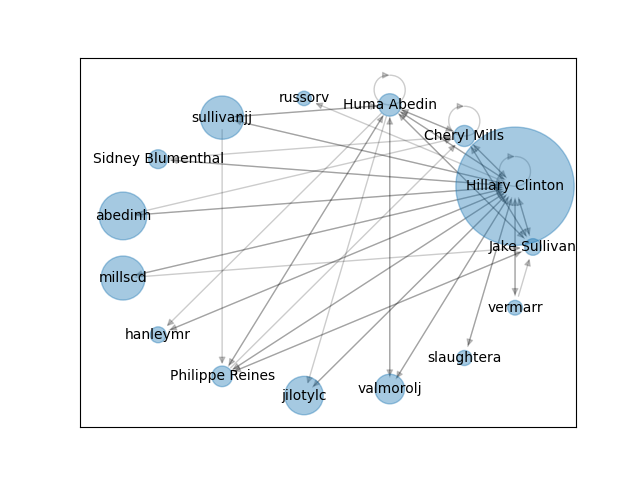 russorv
Huma Abedin
sullivanjj
Cheryl Mills
Sidney Blumenthal
Hillary Clinton
abedinh
Jake Sullivan
millscd
vermarr
hanleymr
slaughtera
Philippe Reines
valmorolj
jilotylc